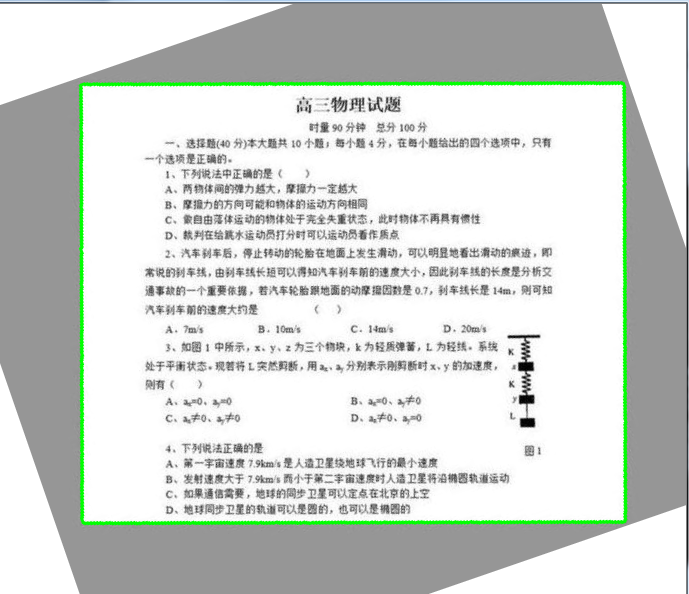 高三物理试题
时量 90 分钟 总分 100 分
一、选择题(40 分)本大题共 10 小题；每小题 4 分，在每小题给出的四个选项中，只有
一个选项是正确的。
1、下列说法中正确的是（ ）
A、两物体间的弹力越大，摩擦力一定越大
B、摩擦力的方向可能和物体的运动方向相同
C、做自由落体运动的物体处于完全失重状态，此时物体不再具有惯性
D、裁判在给跳水运动员打分时可以运动员看作质点
2、汽车刹车后，停止转动的轮胎在地面上发生滑动，可以明显地看出滑动的痕迹，即
常说的刹车线，由刹车线长短可以得知汽车刹车前的速度大小，因此刹车线的长度是分析交
通事故的一个重要依据，若汽车轮胎跟地面的动摩擦因数是 0.7，刹车线长是 14m，则可知
汽车刹车前的速度大约是 （ ）
A．7m/s B．10m/s C．14m/s D．20m/s
3、如图 1 中所示，x、y、z 为三个物块，k 为轻质弹簧，L 为轻线。系统
处于平衡状态。现若将 L 突然剪断，用 aₓ、aᵧ 分别表示刚剪断时 x、y 的加速度，
则有（ ）
A、aₓ=0、aᵧ=0 B、aₓ=0、aᵧ≠0
C、aₓ≠0、aᵧ≠0 D、aₓ≠0、aᵧ=0
K
x
K
y
L
图 1
4、下列说法正确的是
A、第一宇宙速度 7.9km/s 是人造卫星绕地球飞行的最小速度
B、发射速度大于 7.9km/s 而小于第二宇宙速度时人造卫星将沿椭圆轨道运动
C、如果通信需要，地球的同步卫星可以定点在北京的上空
D、地球同步卫星的轨道可以是圆的，也可以是椭圆的